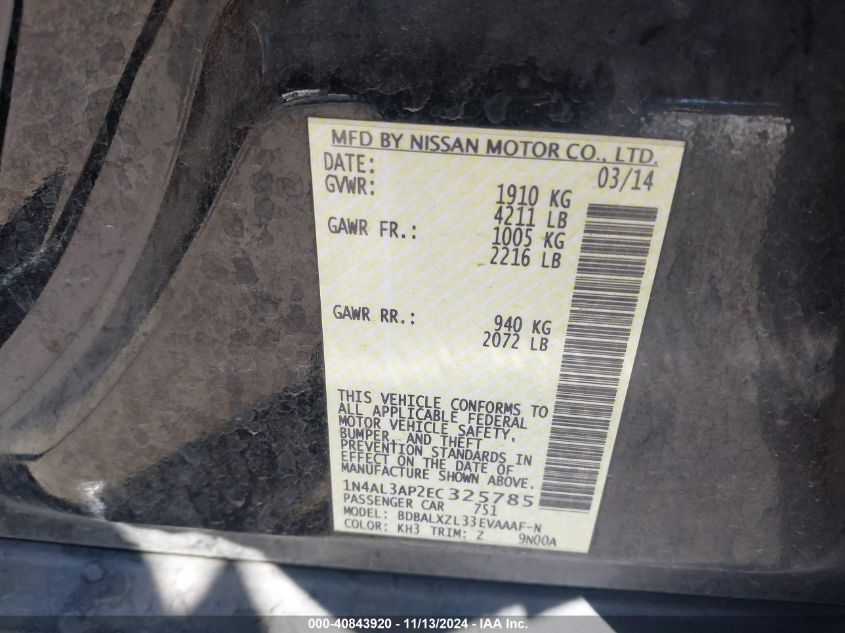 MFD BY NISSAN MOTOR CO., LTD.
DATE: 03/14
GVWR: 1910 KG
4211 LB
GAWR FR.: 1005 KG
2216 LB
GAWR RR.: 940 KG
2072 LB
THIS VEHICLE CONFORMS TO
ALL APPLICABLE FEDERAL
MOTOR VEHICLE SAFETY,
BUMPER, AND THEFT
PREVENTION STANDARDS IN
EFFECT ON THE DATE OF
MANUFACTURE SHOWN ABOVE.
1N4AL3AP2EC 325785
PASSENGER CAR 751
MODEL: BDBALXZL33EVAAAF-N
COLOR: KH3 TRIM: Z 9N00A
000-40843920 - 11/13/2024 - IAA Inc.